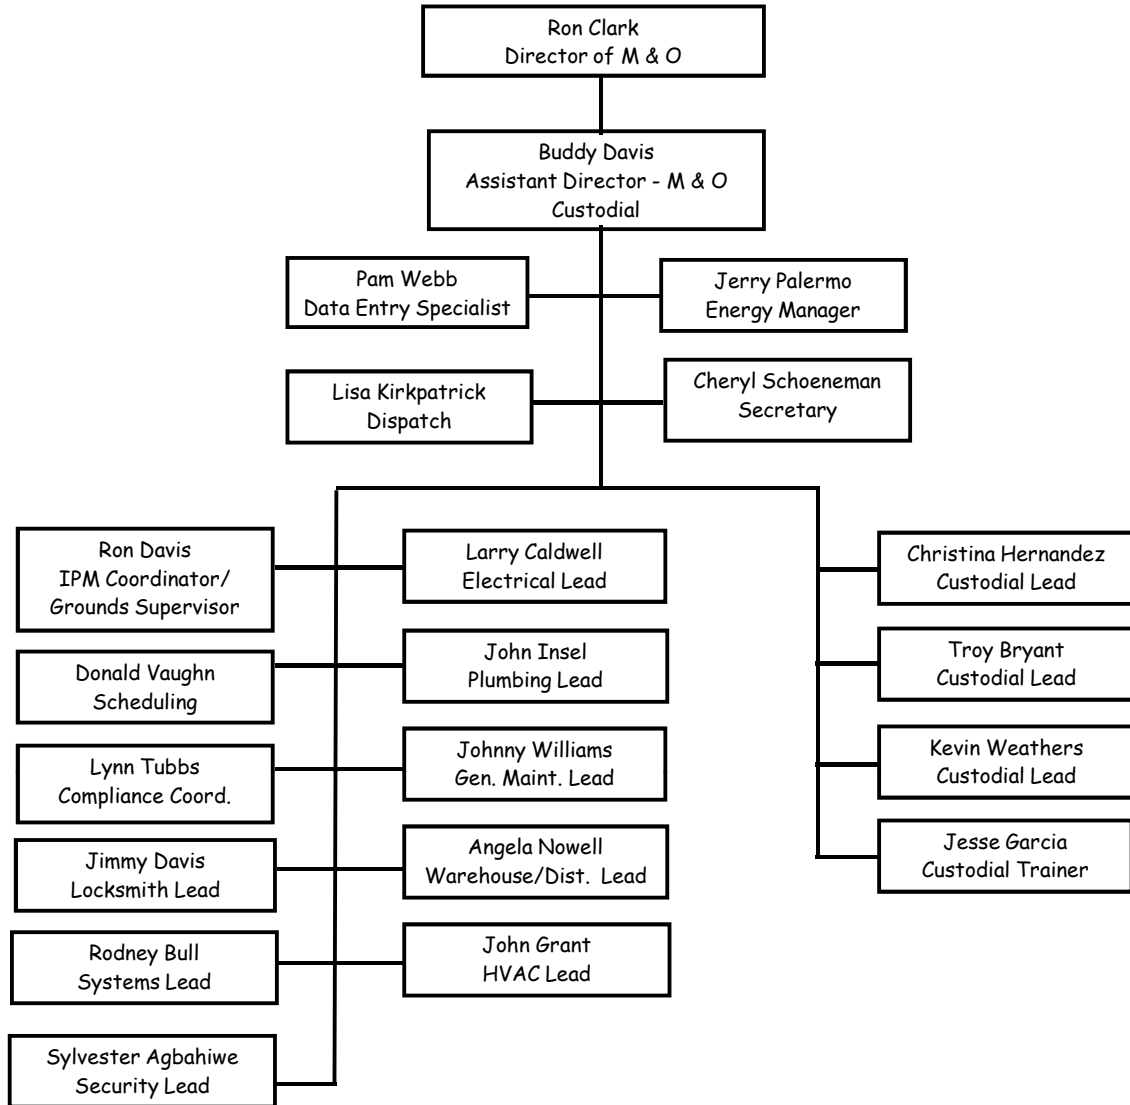 Ron Clark
Director of M & O
Buddy Davis
Assistant Director - M & O
Custodial
Pam Webb
Data Entry Specialist
Jerry Palermo
Energy Manager
Lisa Kirkpatrick
Dispatch
Cheryl Schoeneman
Secretary
Ron Davis
IPM Coordinator/
Grounds Supervisor
Larry Caldwell
Electrical Lead
Christina Hernandez
Custodial Lead
Donald Vaughn
Scheduling
John Insel
Plumbing Lead
Troy Bryant
Custodial Lead
Lynn Tubbs
Compliance Coord.
Johnny Williams
Gen. Maint. Lead
Kevin Weathers
Custodial Lead
Jimmy Davis
Locksmith Lead
Angela Nowell
Warehouse/Dist. Lead
Jesse Garcia
Custodial Trainer
Rodney Bull
Systems Lead
John Grant
HVAC Lead
Sylvester Agbahiwe
Security Lead